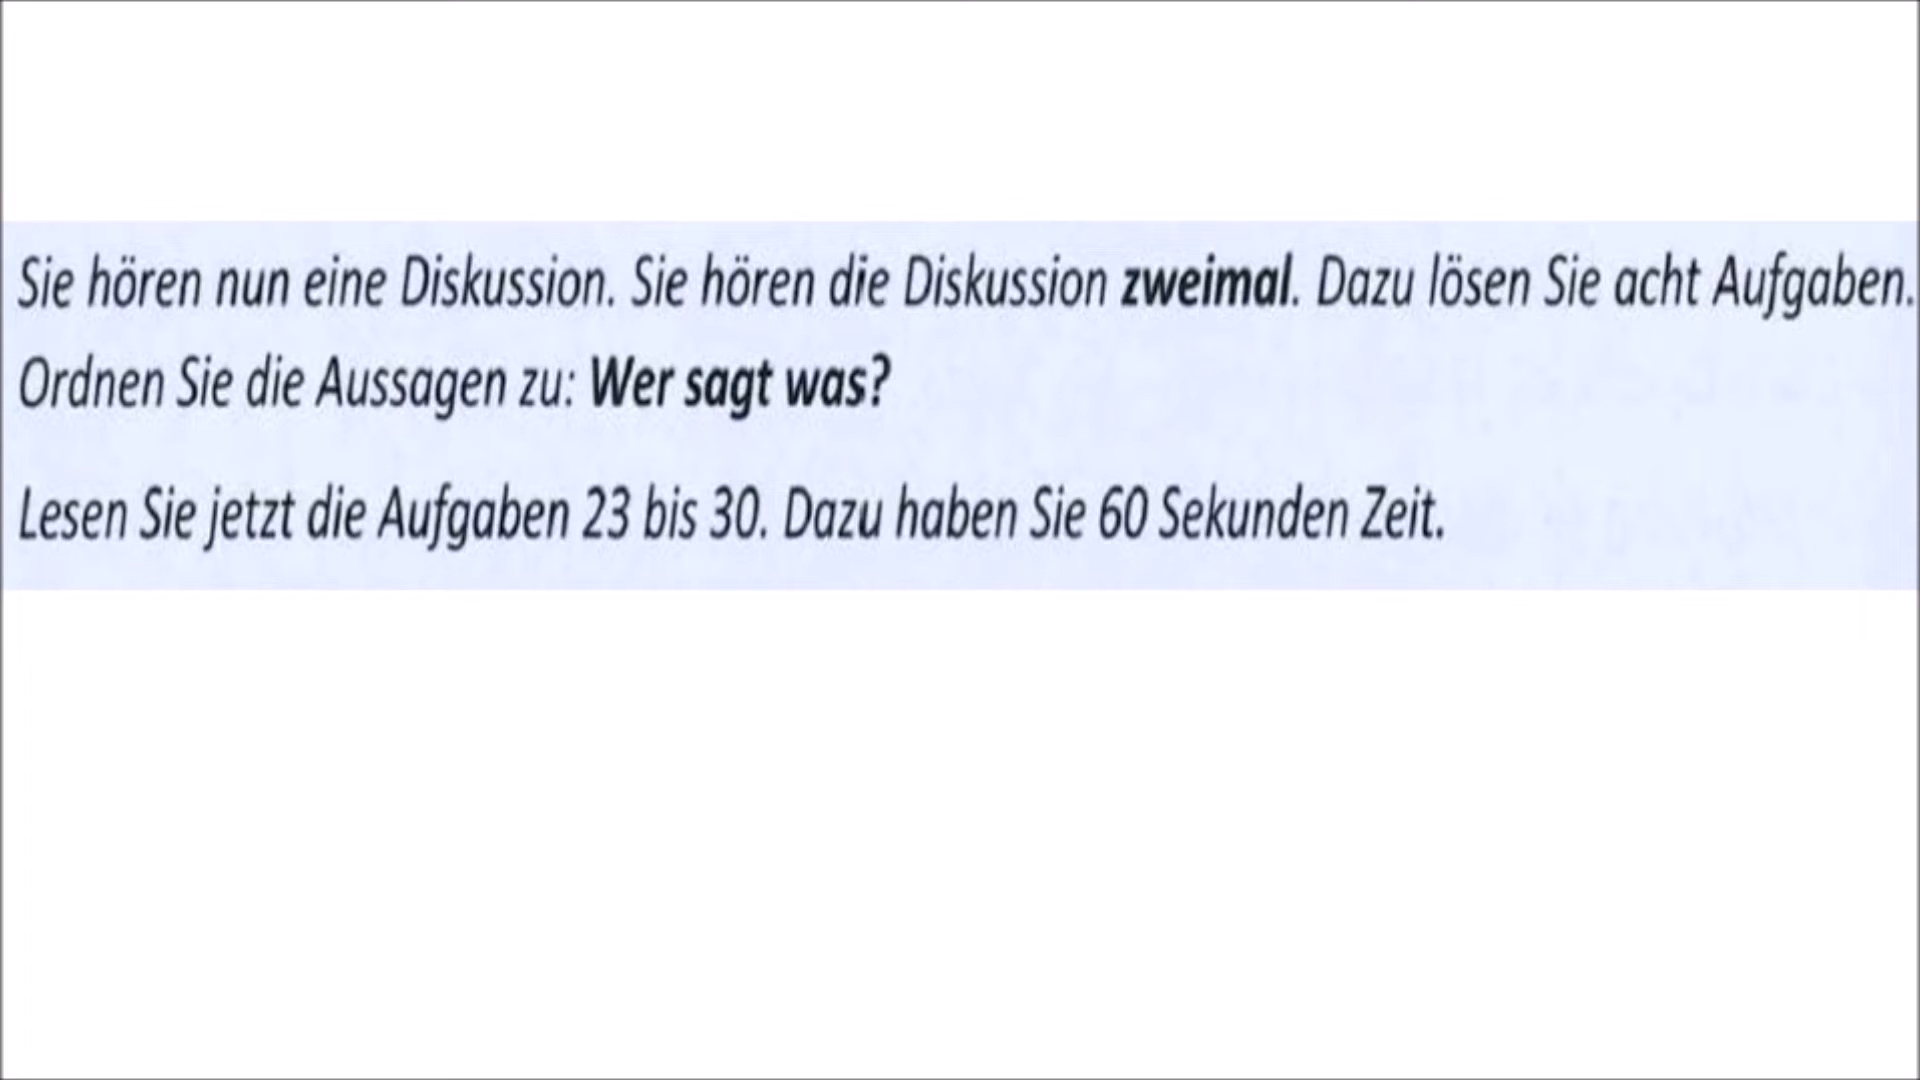 Sie hören nun eine Diskussion. Sie hören die Diskussion zweimal. Dazu lösen Sie acht Aufgaben.
Ordnen Sie die Aussagen zu: Wer sagt was?
Lesen Sie jetzt die Aufgaben 23 bis 30. Dazu haben Sie 60 Sekunden Zeit.